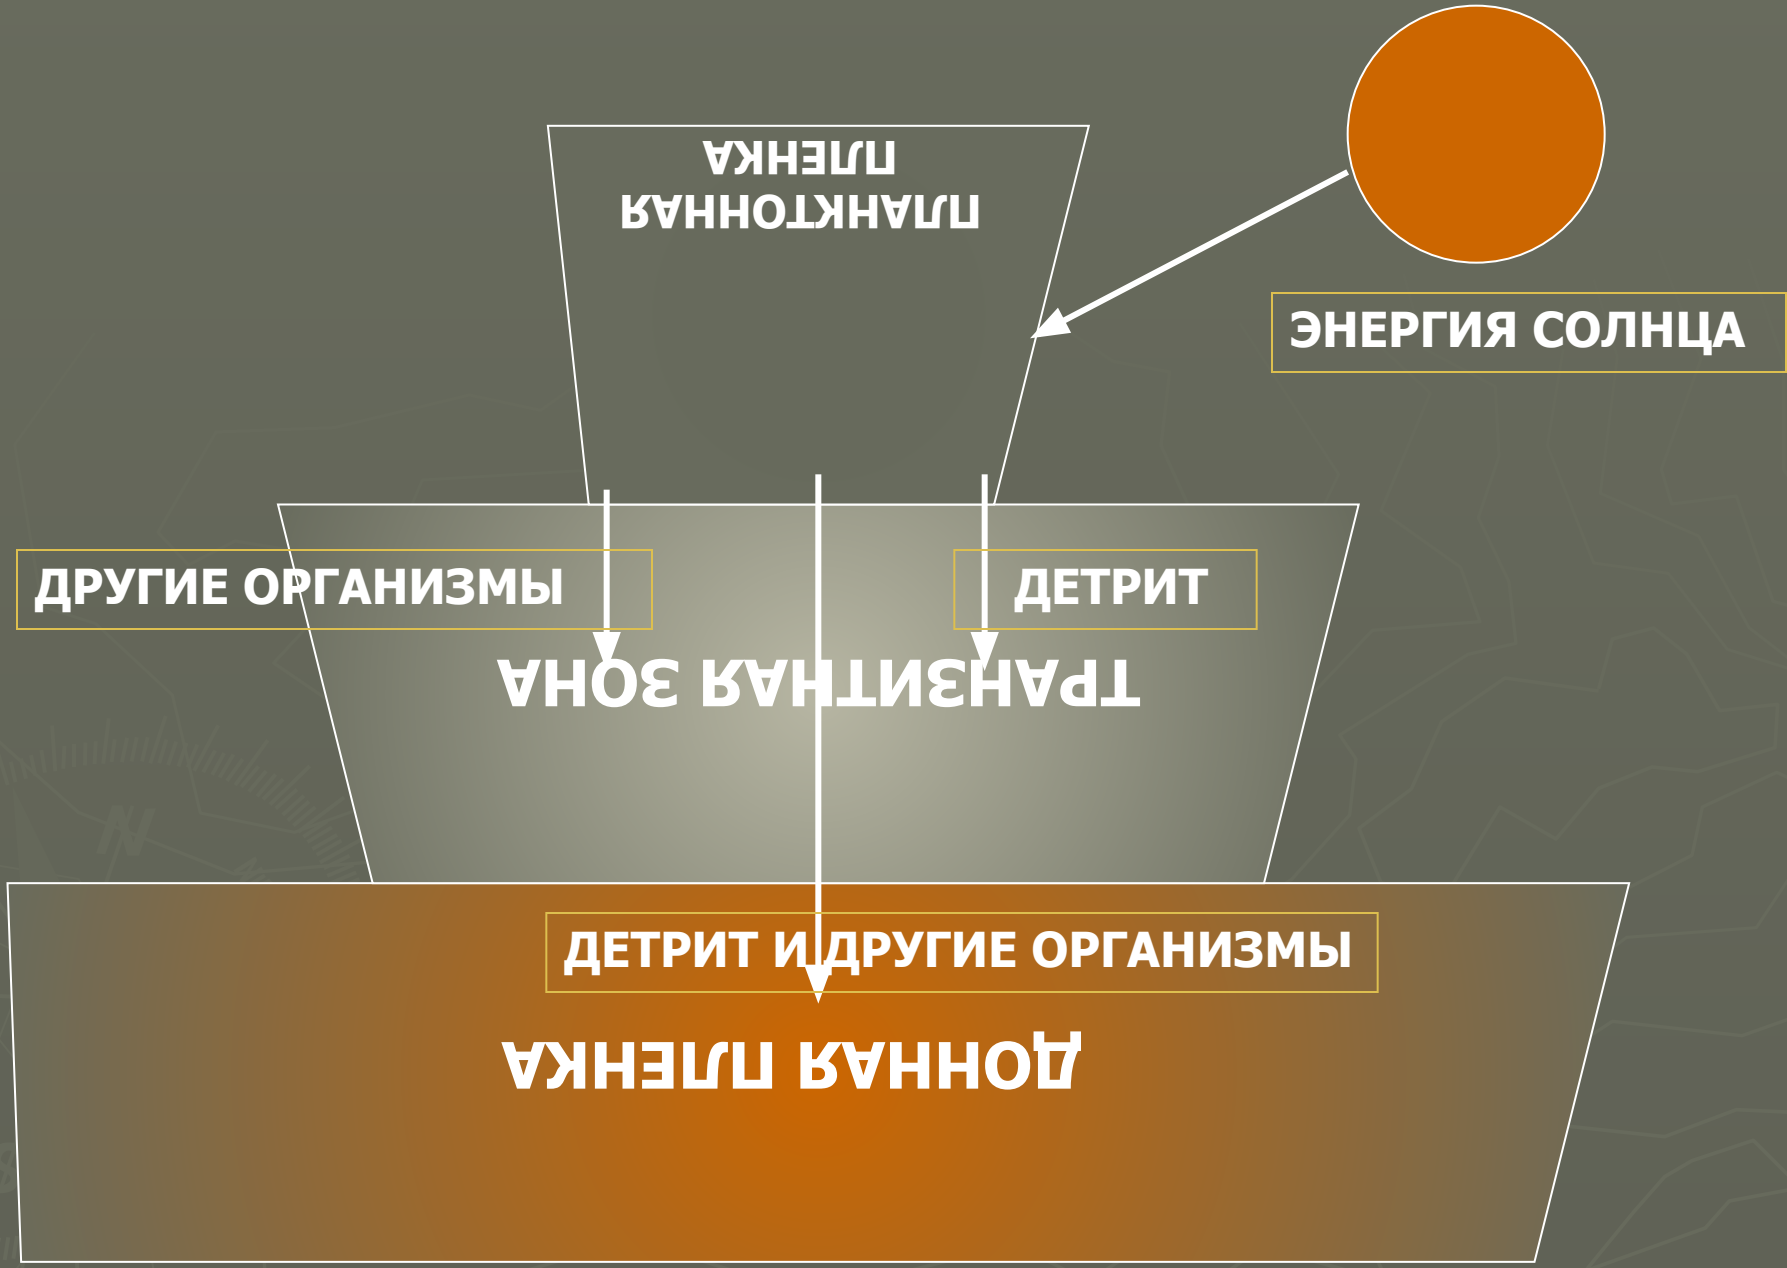 ПЛАНКТОННАЯ
ПЛЕНКА
ЭНЕРГИЯ СОЛНЦА
ДРУГИЕ ОРГАНИЗМЫ
ДЕТРИТ
ТРАНЗИТНАЯ ЗОНА
ДЕТРИТ И ДРУГИЕ ОРГАНИЗМЫ
ДОННАЯ ПЛЕНКА
N